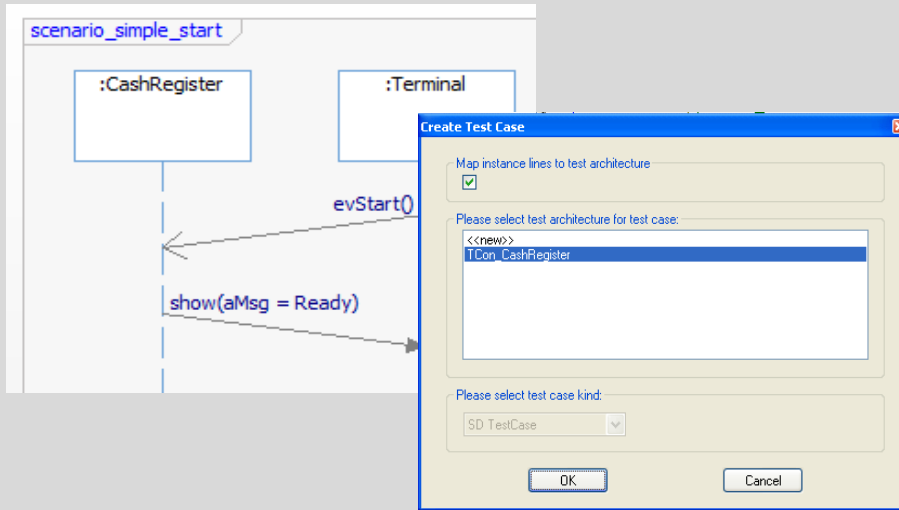 scenario_simple_start
:CashRegister
:Terminal
evStart()
show(aMsg = Ready)
Create Test Case
Map instance lines to test architecture
Please select test architecture for test case:
<<new>>
TCon_CashRegister
Please select test case kind:
SD TestCase
OK
Cancel